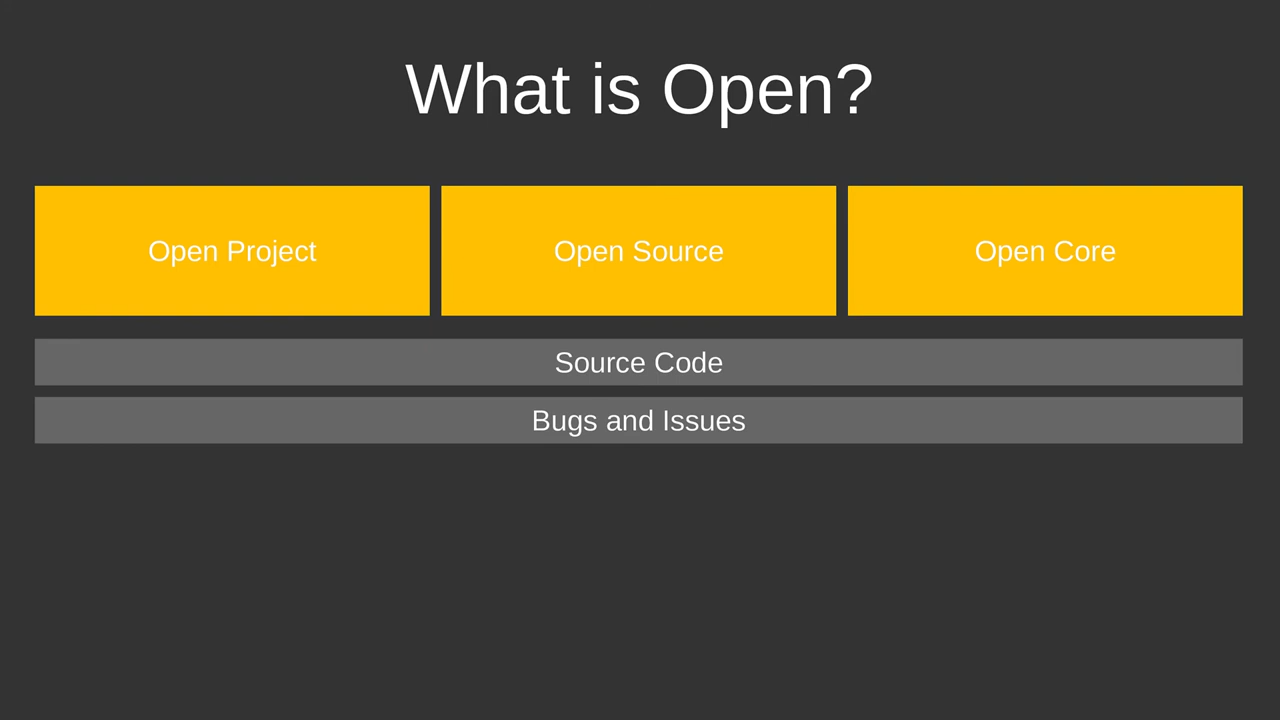 What is Open?
Open Project
Open Source
Open Core
Source Code
Bugs and Issues